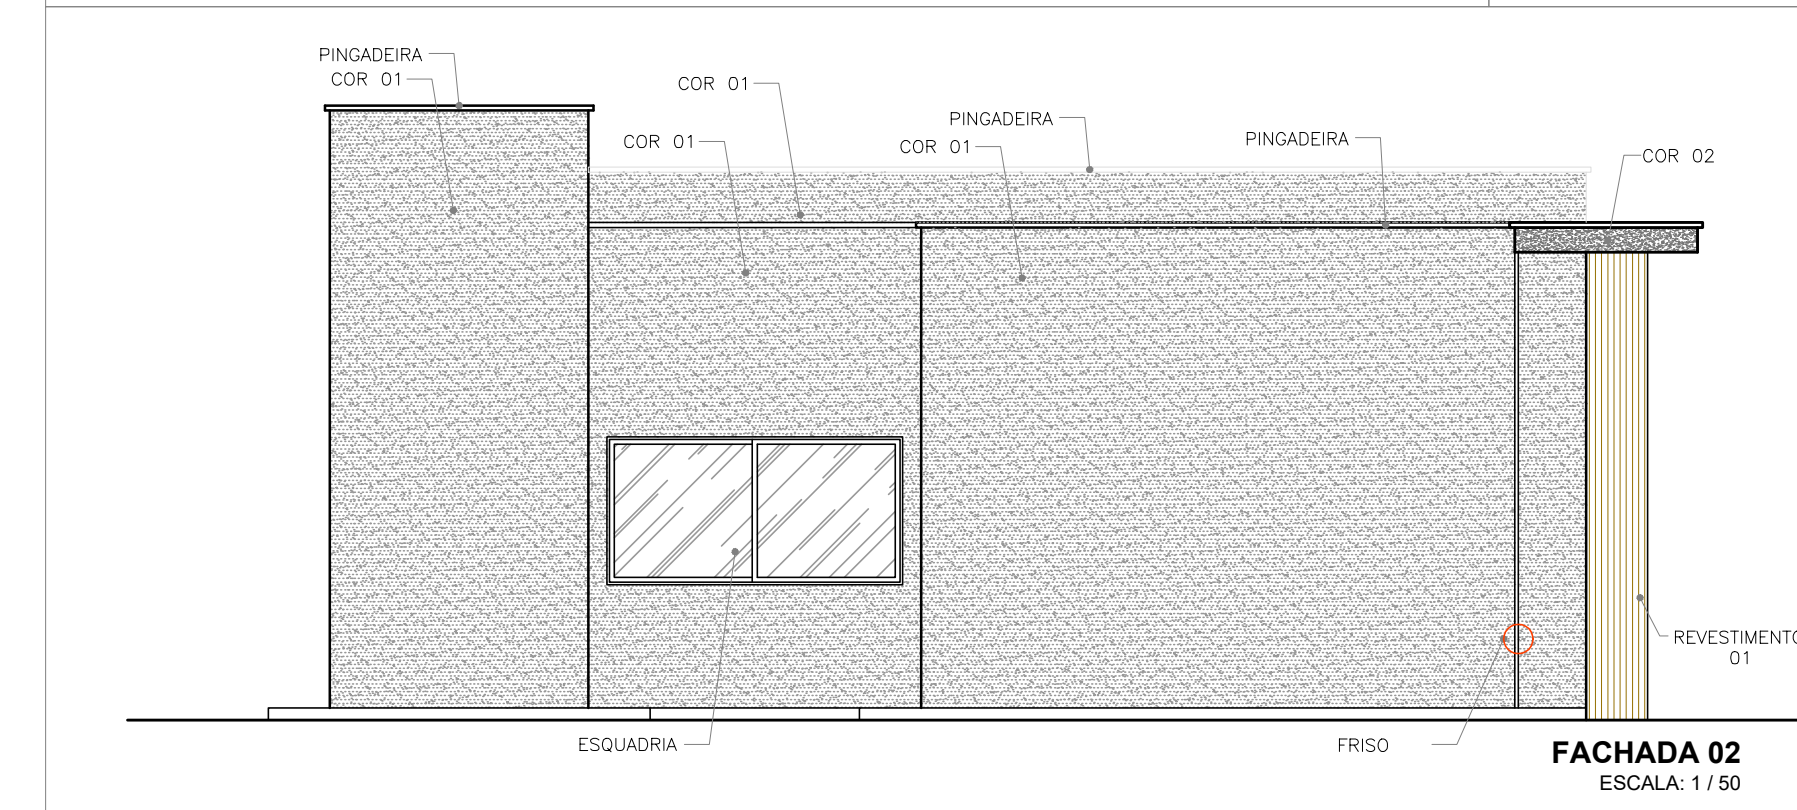 PINGADEIRA
COR 01
COR 01
COR 01
PINGADEIRA
COR 01
PINGADEIRA
COR 02
REVESTIMENTO
01
ESQUADRIA
FRISO
FACHADA 02
ESCALA: 1 / 50